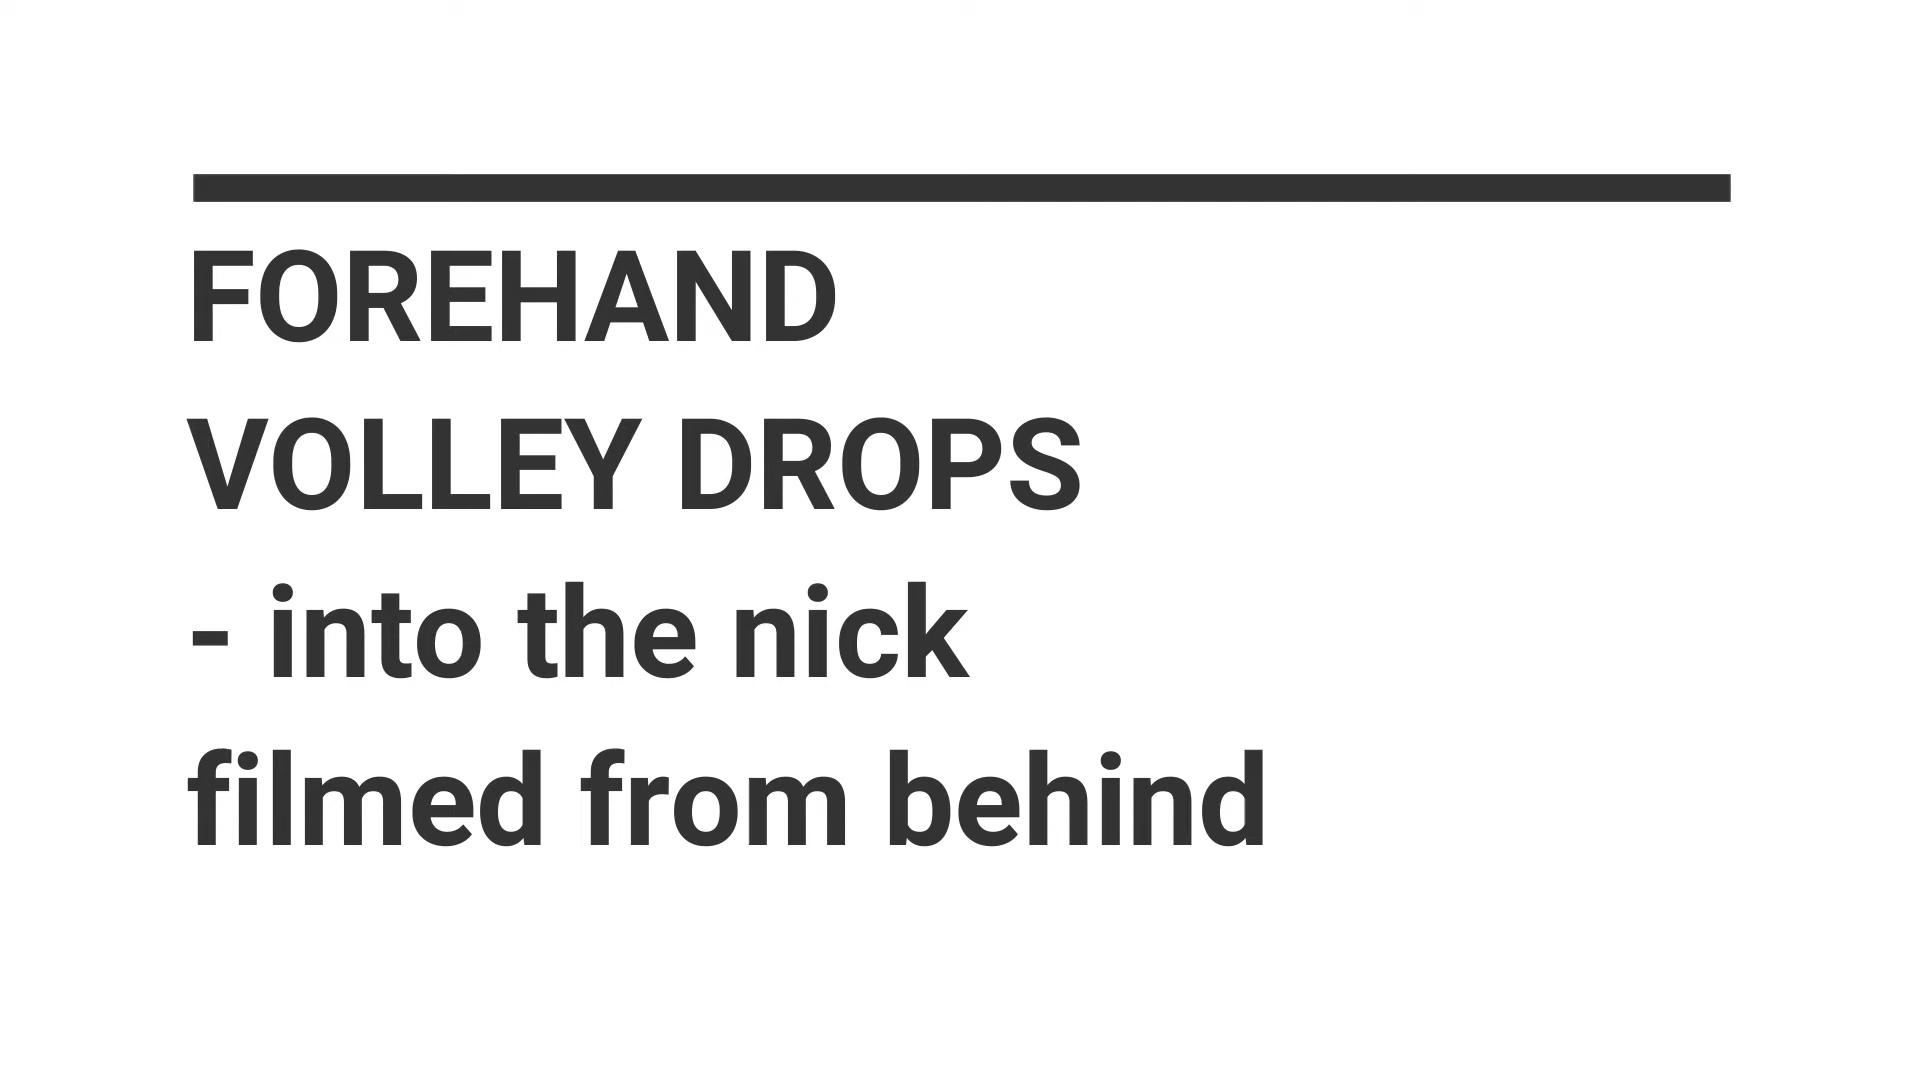 FOREHAND
VOLLEY DROPS
- into the nick
filmed from behind